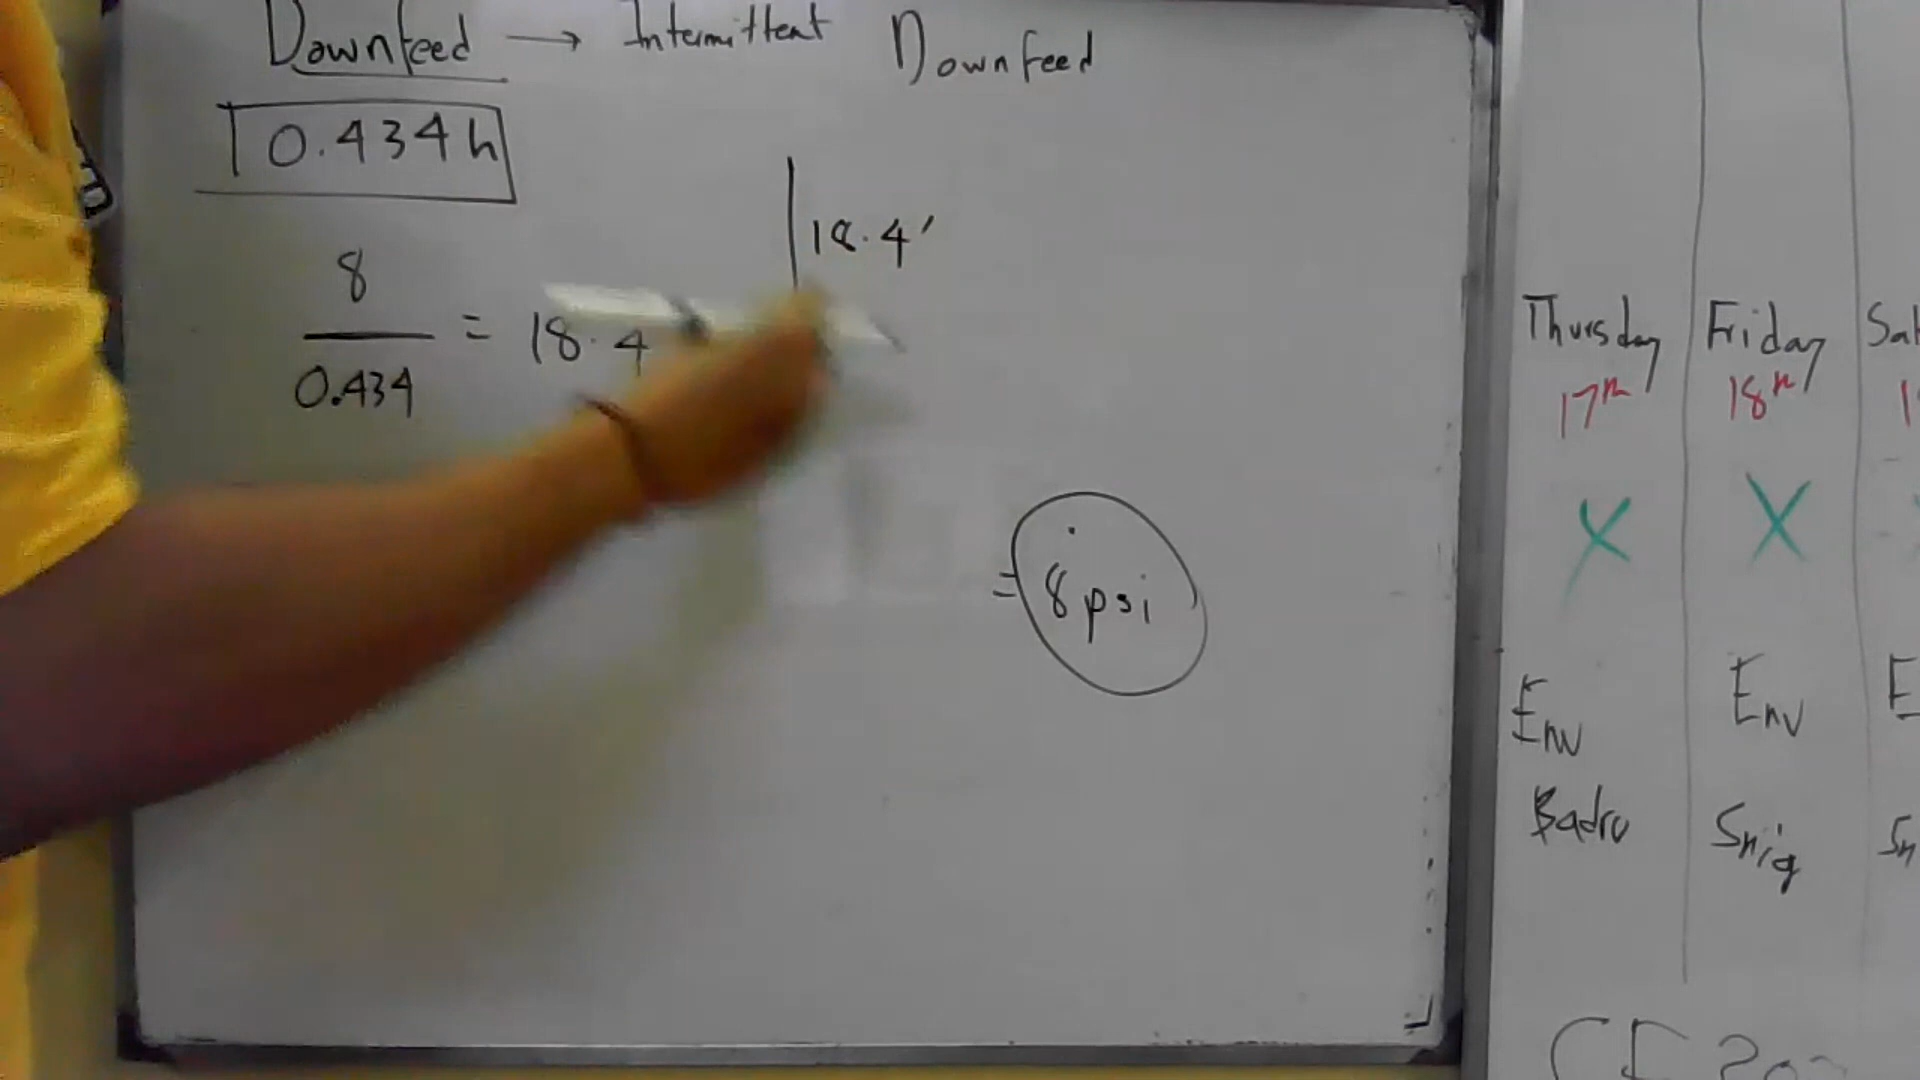 Downfeed → Intermittent Downfeed
0.434h
8
0.434
= 18.4
18.4'
= 8 psi
Thursday Friday
17th 18th
X X
Env Env E
Badru Snig Sn